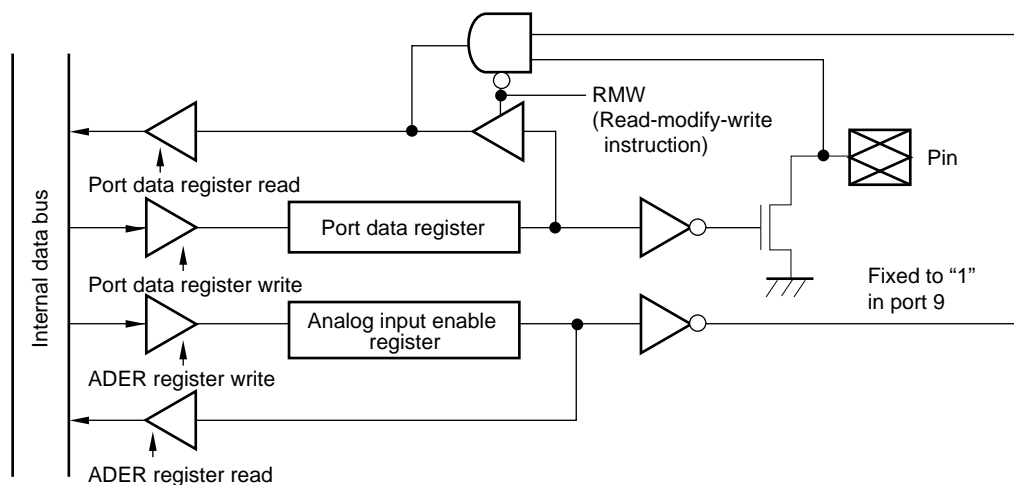 RMW
(Read-modify-write
instruction)
Pin
Port data register read
Port data register
Port data register write
Internal data bus
Fixed to “1”
in port 9
Analog input enable
register
ADER register write
ADER register read